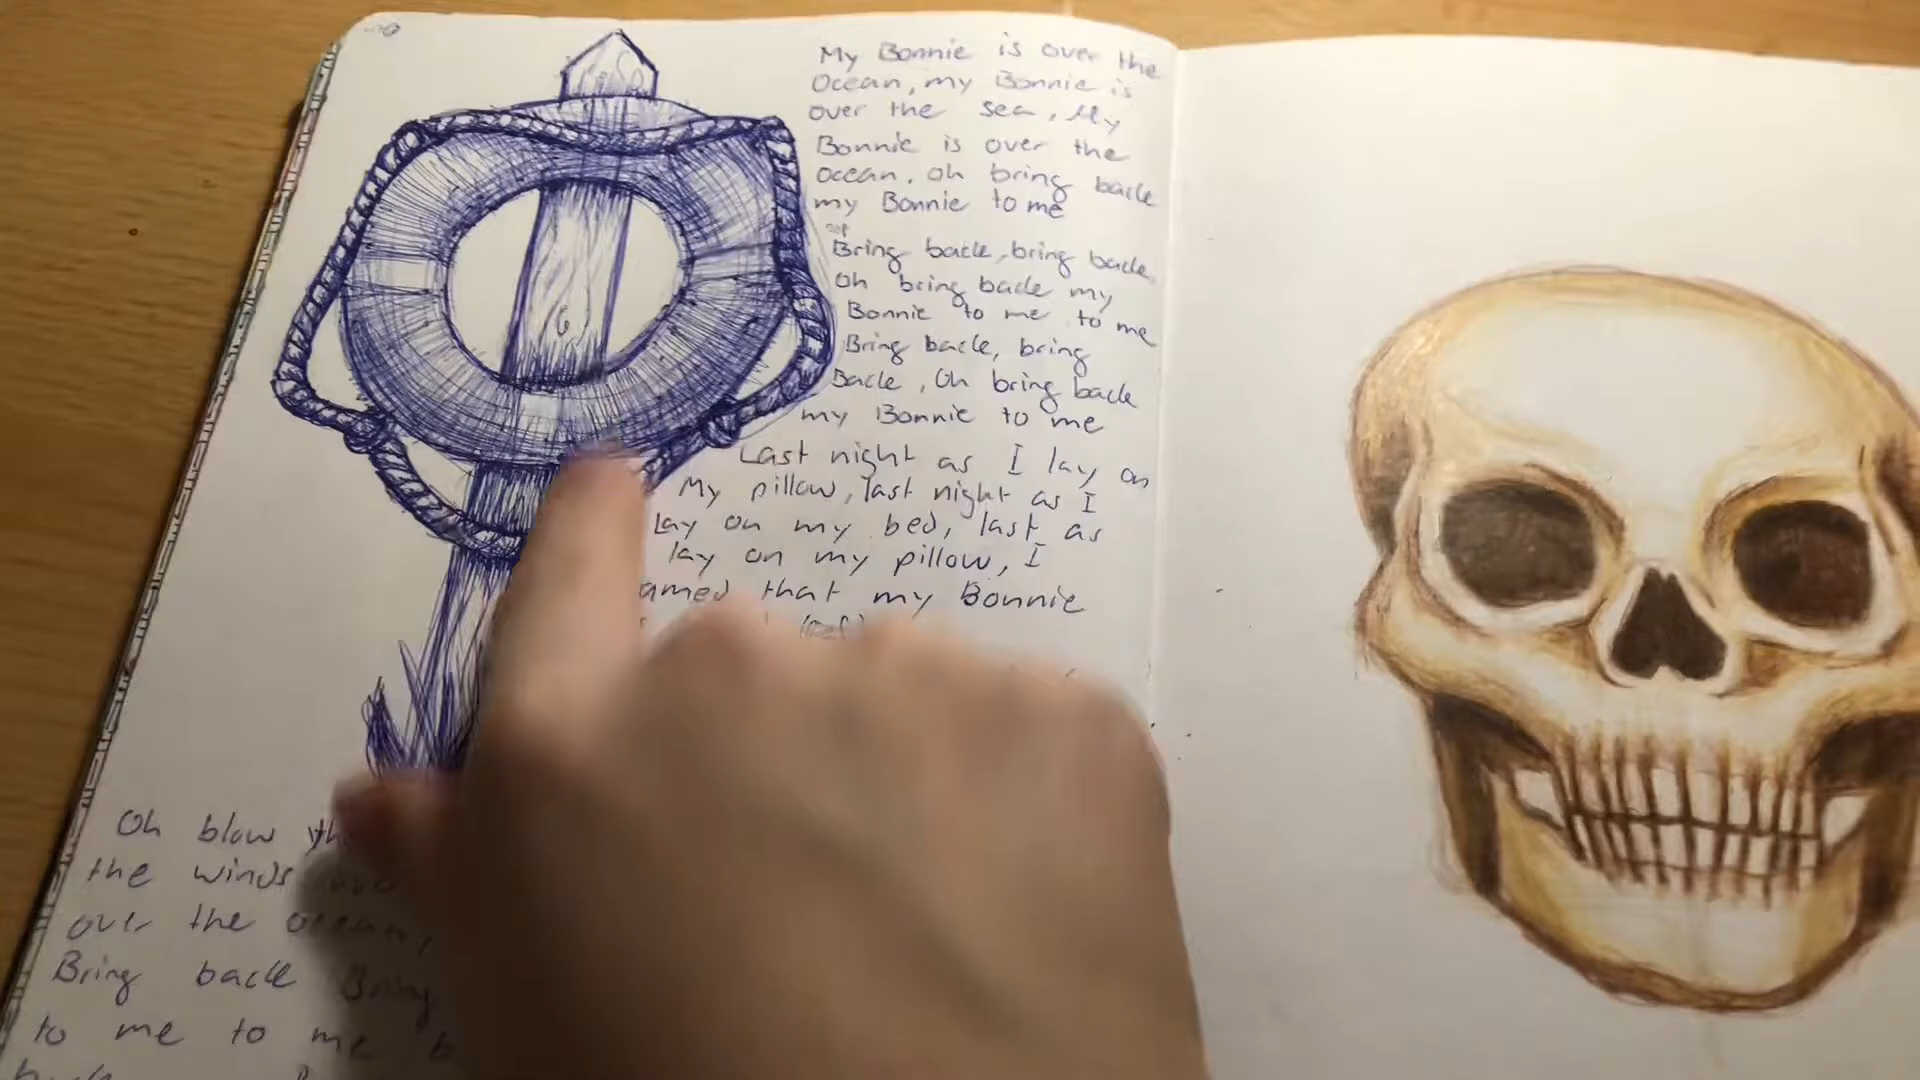 My Bonnie is over the
Ocean, my Bonnie is
over the sea, My
Bonnie is over the
ocean, oh bring back
my Bonnie to me
Bring back, bring back,
Oh bring back my
Bonnie to me to me
Bring back, bring
Back, Oh bring back
my Bonnie to me
Last night as I lay on
My pillow, last night as I
Lay on my bed, last as
lay on my pillow, I
amed that my Bonnie
Oh blow
the winds
over the ocean,
Bring back Bring
to me to me b